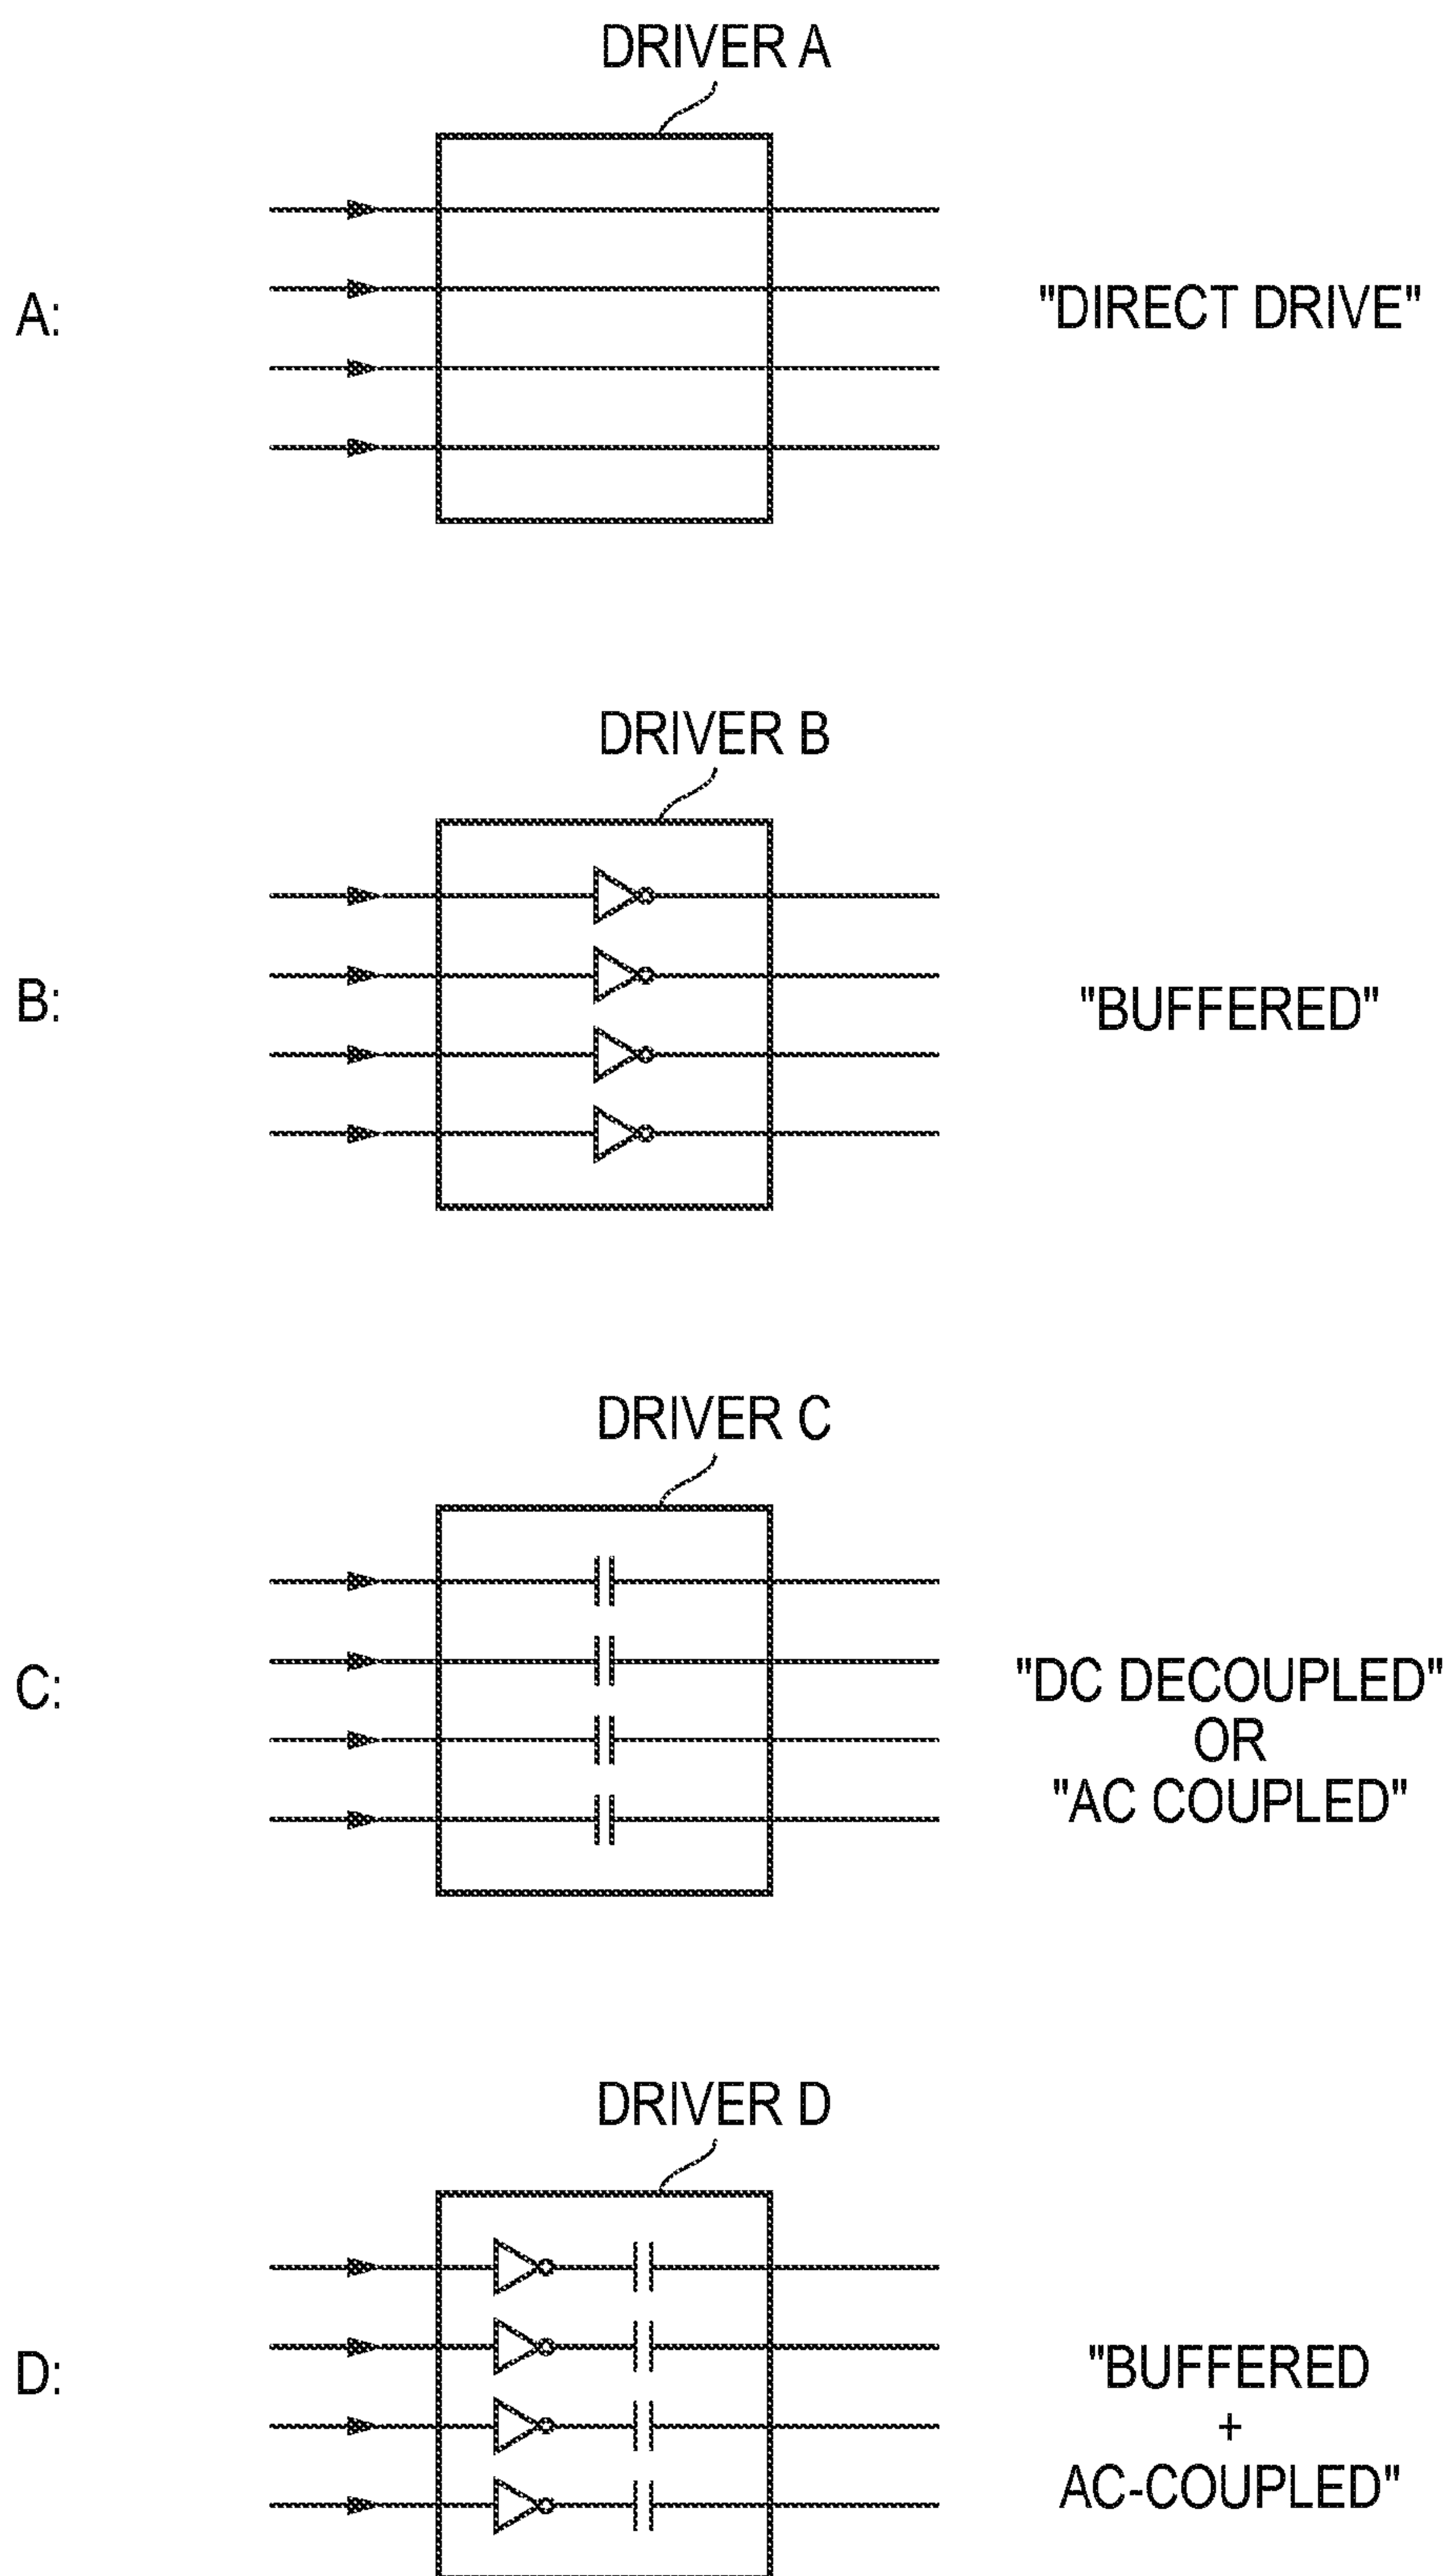 DRIVER A
A:
"DIRECT DRIVE"
DRIVER B
B:
"BUFFERED"
DRIVER C
C:
"DC DECOUPLED"
OR
"AC COUPLED"
DRIVER D
D:
"BUFFERED
+
AC-COUPLED"